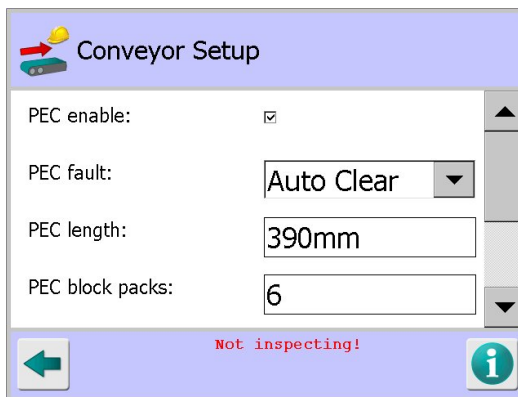 Conveyor Setup
PEC enable:
PEC fault: Auto Clear
PEC length: 390mm
PEC block packs: 6
Not inspecting!
i